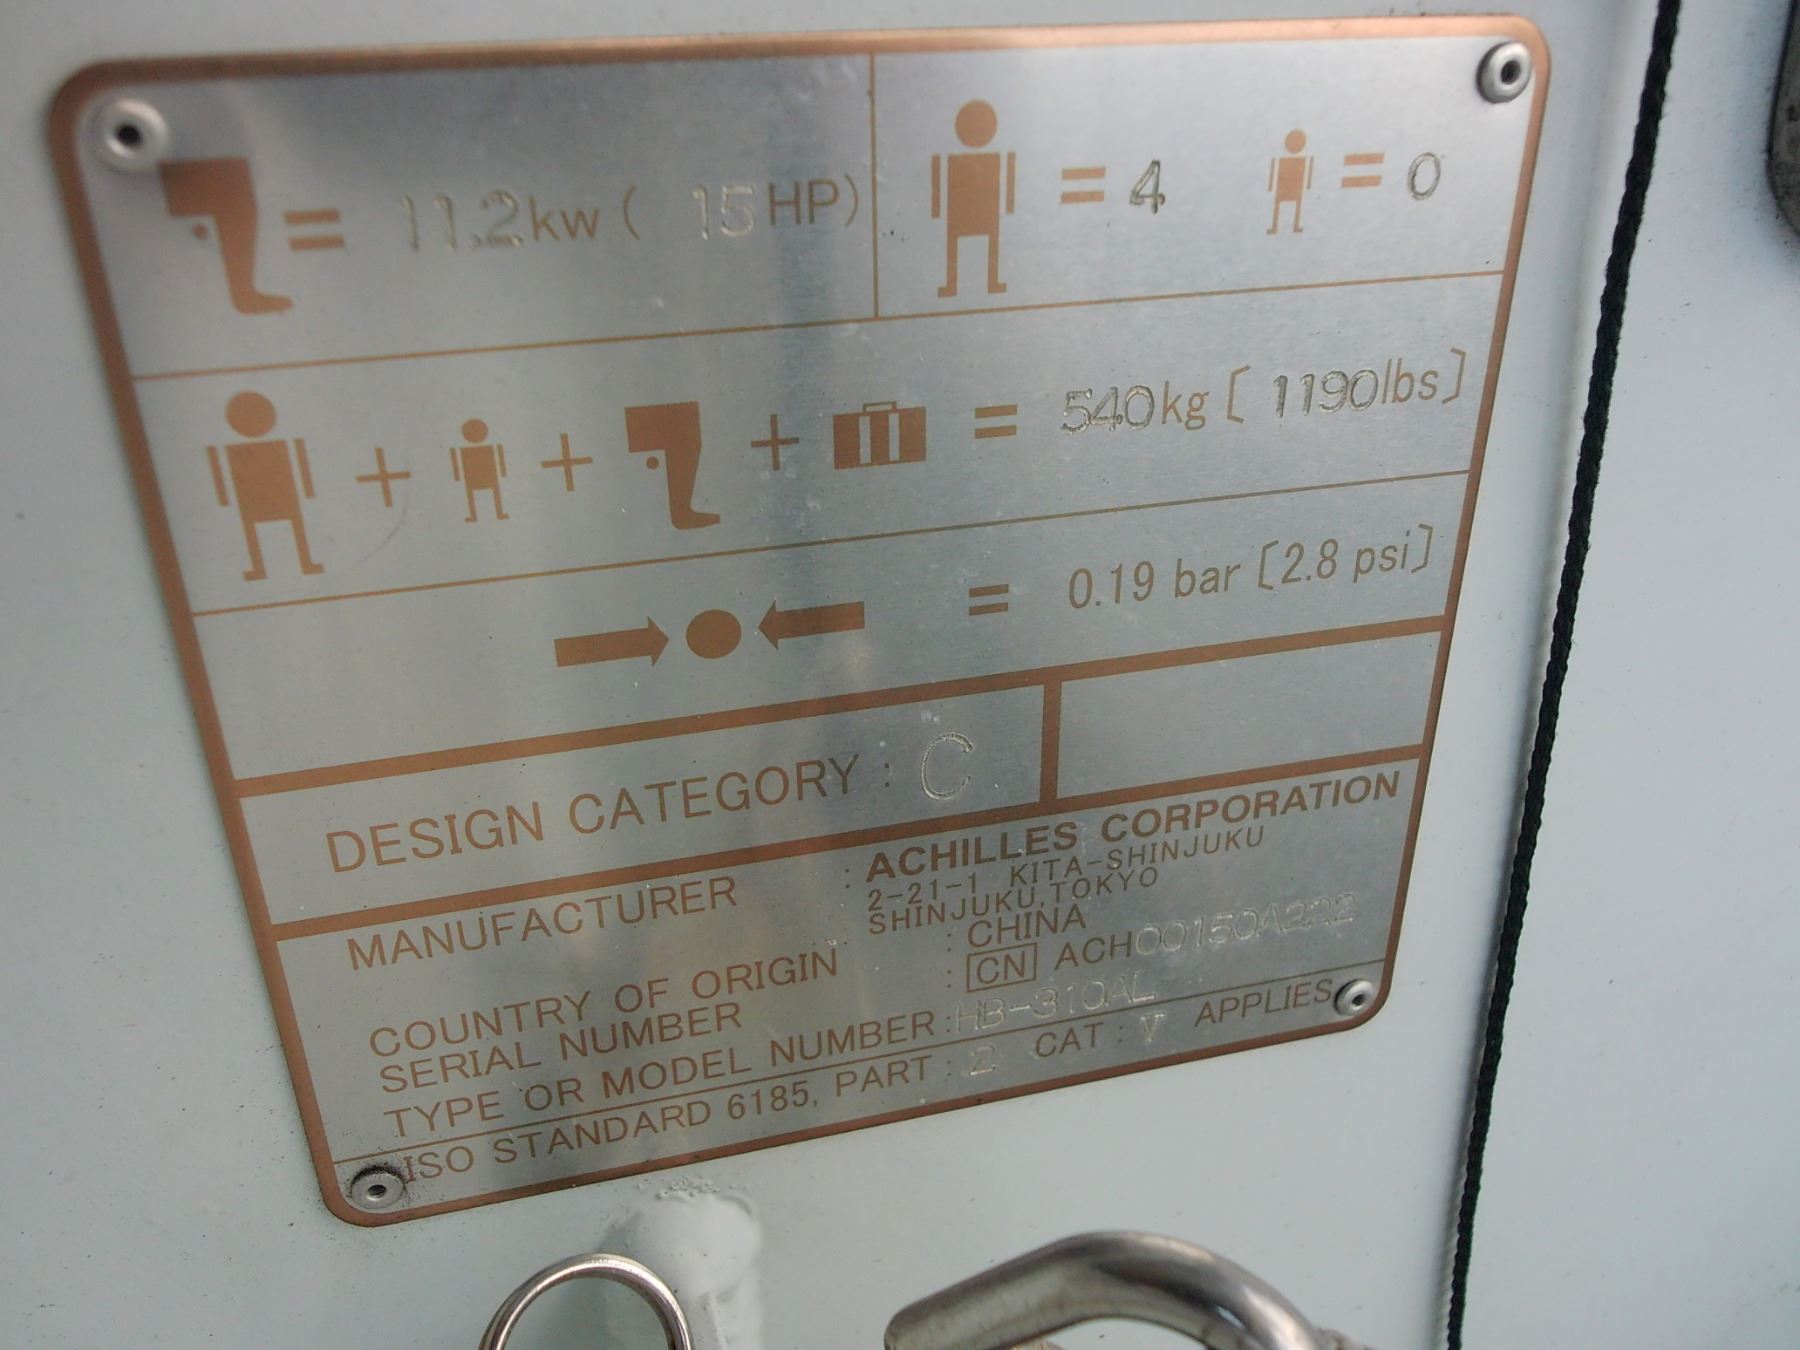 = 11.2kw ( 15HP)
= 4 = 0
+ + + = 540kg [ 1190lbs]
= 0.19 bar [2.8 psi]
DESIGN CATEGORY : C
MANUFACTURER : ACHILLES CORPORATION
2-21-1 KITA-SHINJUKU
SHINJUKU, TOKYO
COUNTRY OF ORIGIN : CHINA
SERIAL NUMBER : CN ACH00150A222
TYPE OR MODEL NUMBER : HB-310AL
ISO STANDARD 6185, PART : 2 CAT : V APPLIES